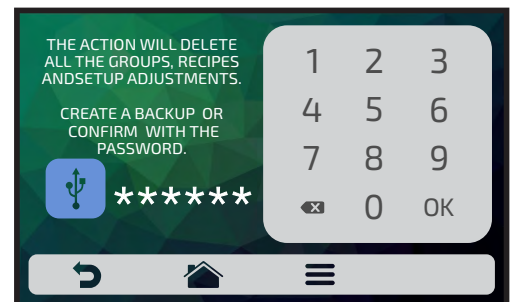 THE ACTION WILL DELETE
ALL THE GROUPS, RECIPES
ANDSETUP ADJUSTMENTS.
CREATE A BACKUP OR
CONFIRM WITH THE
PASSWORD.
******
1 2 3
4 5 6
7 8 9
0 OK